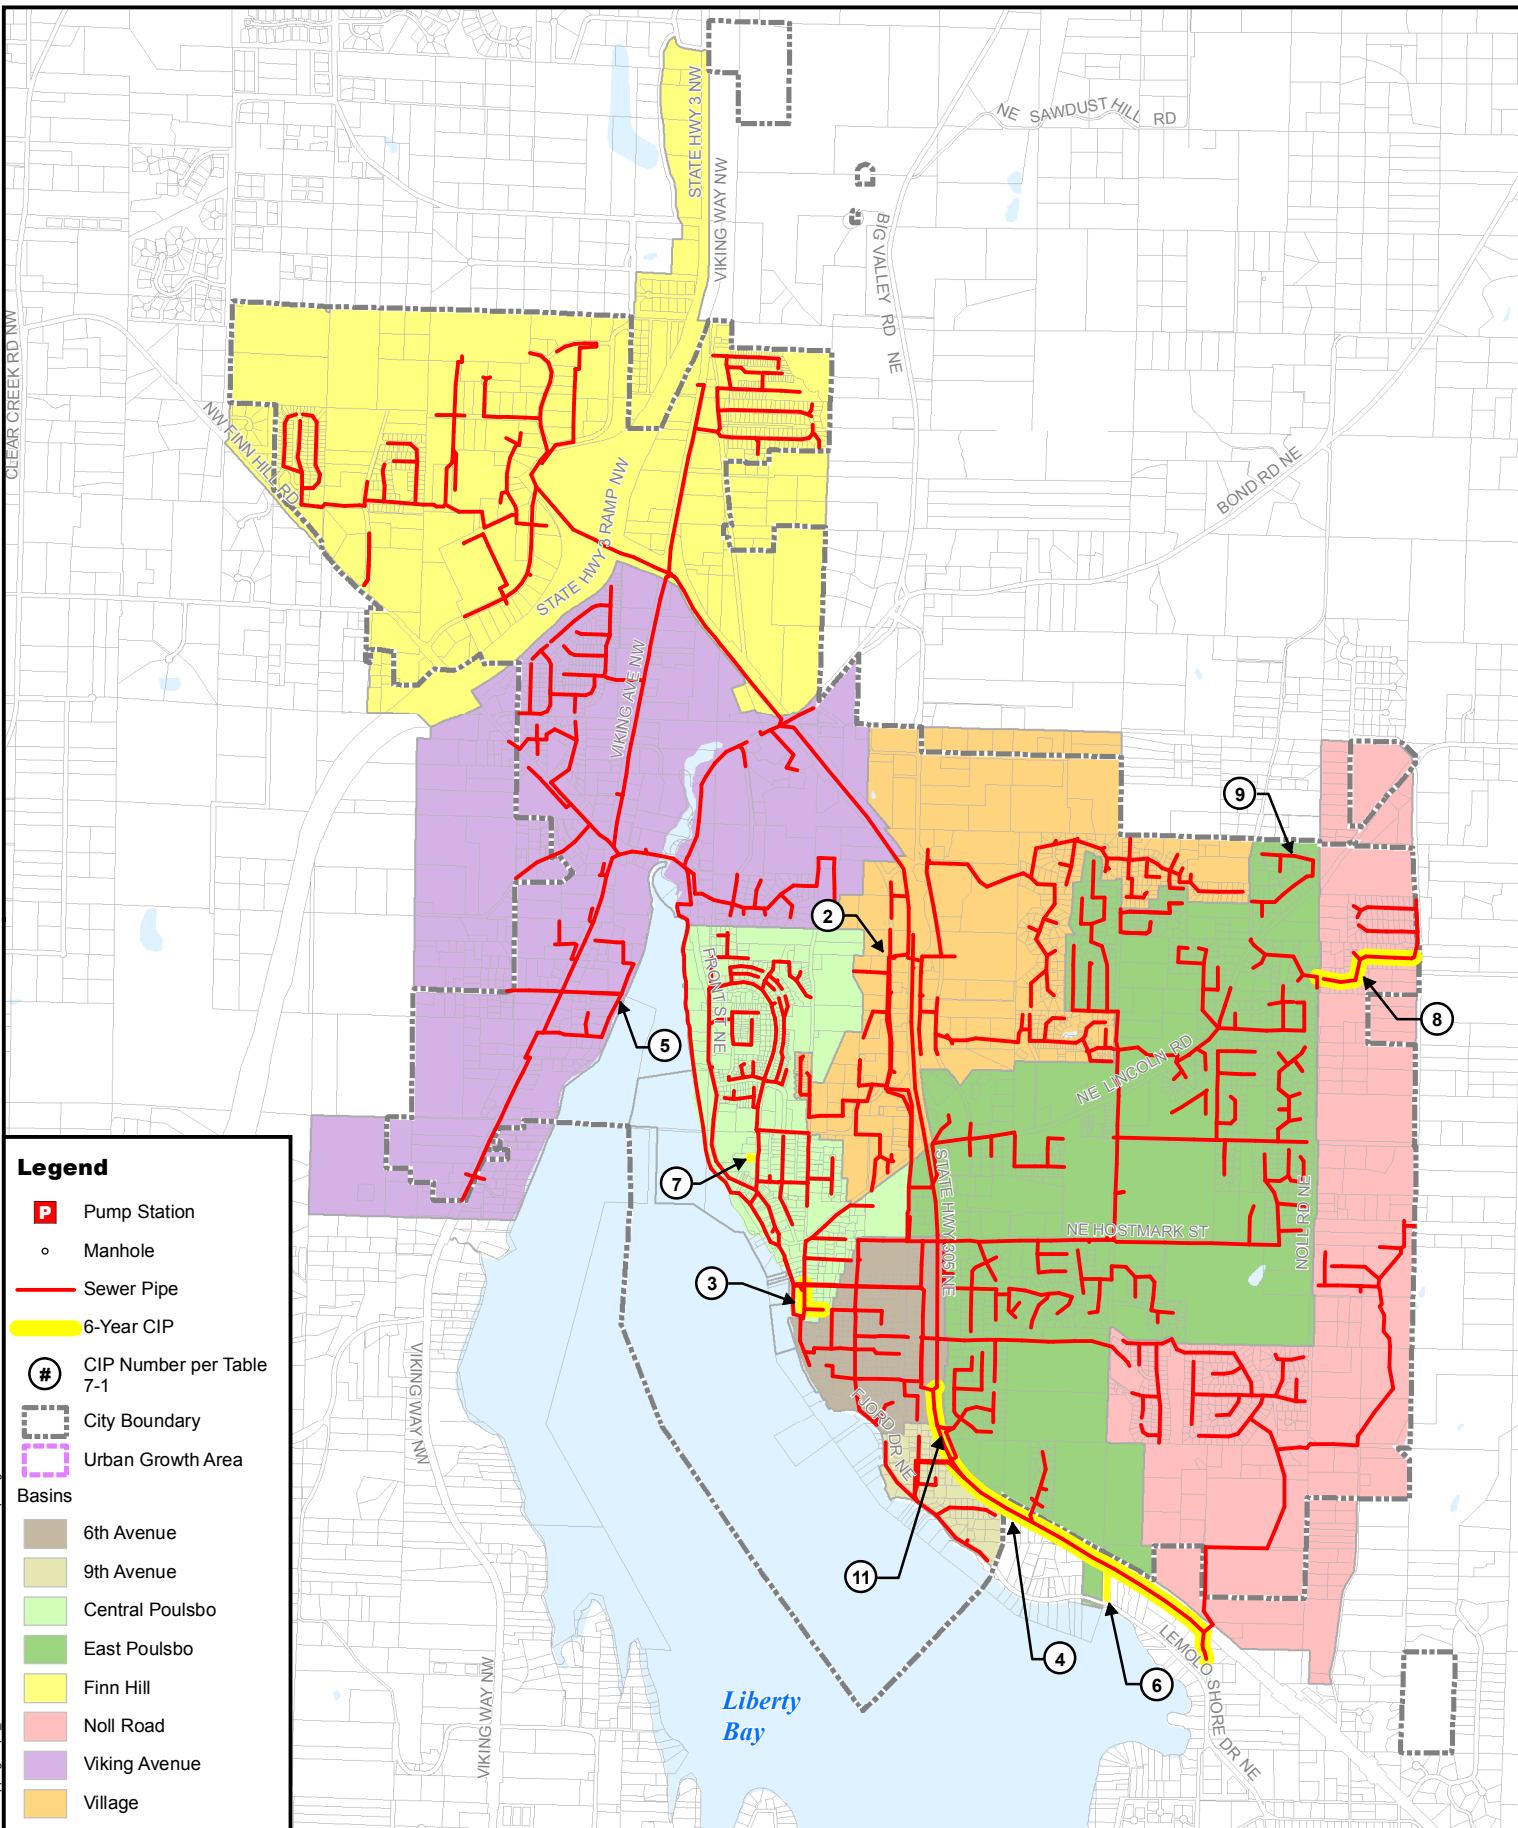 STATE HWY 3 NW
VIKING WAY NW
NE SAWDUST HILL RD
BIG VALLEY RD NE
CLEAR CREEK RD NW
NW FINN HILL RD
STATE HWY 3 RAMP NW
BOND RD NE
VIKING AVE NW
9
2
FRONT ST NE
8
5
NE LINCOLN RD
7
STATE HWY 305 NE
NE HOSTMARK ST
NOLL RD NE
3
VIKING WAY NW
FJORD DR NE
11
4
6
LEMOLO SHORE DR NE
VIKING WAY NW
Liberty
Bay
Legend
P Pump Station
Manhole
Sewer Pipe
6-Year CIP
# CIP Number per Table
7-1
City Boundary
Urban Growth Area
Basins
6th Avenue
9th Avenue
Central Poulsbo
East Poulsbo
Finn Hill
Noll Road
Viking Avenue
Village